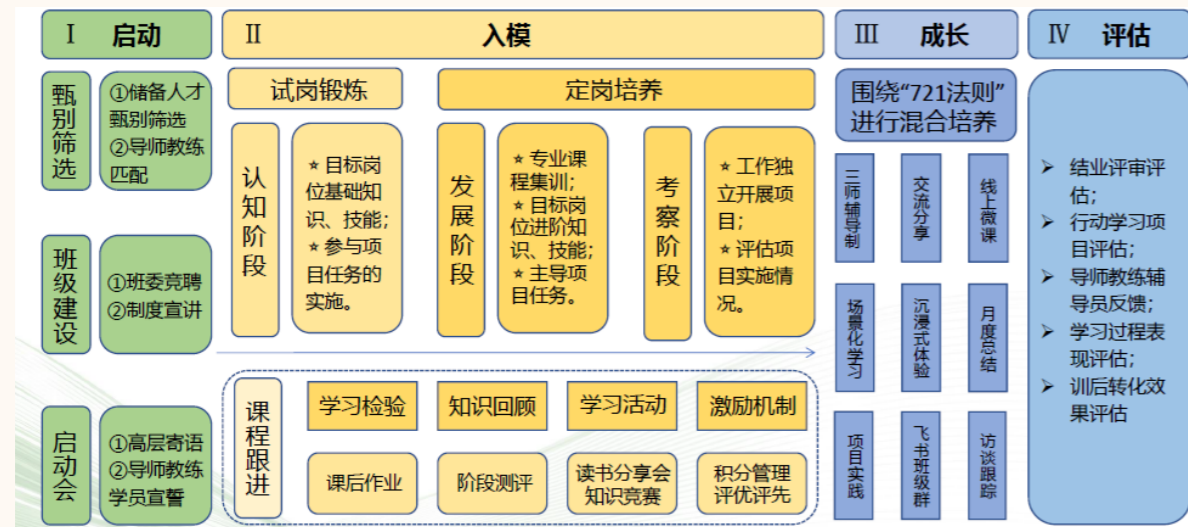 Ⅰ 启动
甄别筛选
①储备人才
甄别筛选
②导师教练
匹配
班级建设
①班委竞聘
②制度宣讲
启动会
①高层寄语
②导师教练
学员宣誓
Ⅱ 入模
试岗锻炼
定岗培养
认知阶段
★ 目标岗
位基础知
识、技能；
★ 参与项
目任务的
实施。
发展阶段
★ 专业课
程集训；
★ 目标岗
位进阶知
识、技能；
★ 主导项
目任务。
考察阶段
★ 工作独
立开展项
目；
★ 评估项
目实施情
况。
课程跟进
学习检验
知识回顾
学习活动
激励机制
课后作业
阶段测评
读书分享会
知识竞赛
积分管理
评优评先
Ⅲ 成长
围绕“721法则”
进行混合培养
三师辅导制
交流分享
线上微课
场景化学习
沉浸式体验
月度总结
项目实践
飞书班级群
访谈跟踪
Ⅳ 评估
➢ 结业评审评
估；
➢ 行动学习项
目评估；
➢ 导师教练辅
导员反馈；
➢ 学习过程表
现评估；
➢ 训后转化效
果评估